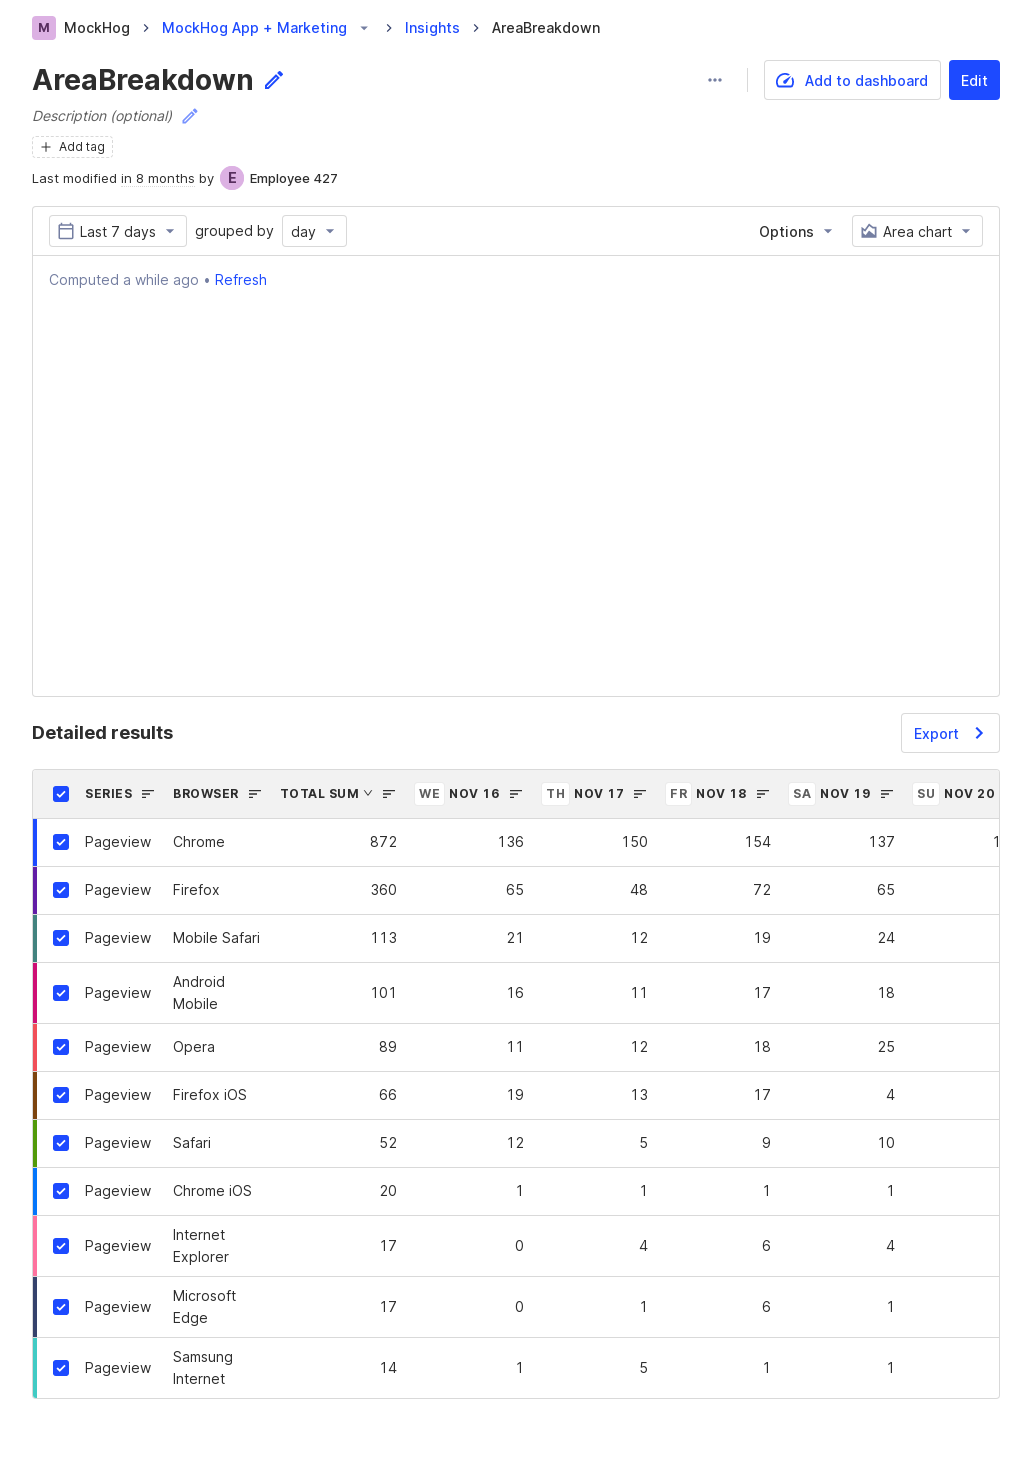 M MockHog MockHog App + Marketing Insights AreaBreakdown
AreaBreakdown
Add to dashboard Edit
Description (optional)
Add tag
Last modified in 8 months by E Employee 427
Last 7 days grouped by day Options Area chart
Computed a while ago • Refresh
Detailed results
Export
SERIES BROWSER TOTAL SUM WE NOV 16 TH NOV 17 FR NOV 18 SA NOV 19 SU NOV 20
Pageview Chrome 872 136 150 154 137
Pageview Firefox 360 65 48 72 65
Pageview Mobile Safari 113 21 12 19 24
Pageview Android Mobile 101 16 11 17 18
Pageview Opera 89 11 12 18 25
Pageview Firefox iOS 66 19 13 17 4
Pageview Safari 52 12 5 9 10
Pageview Chrome iOS 20 1 1 1 1
Pageview Internet Explorer 17 0 4 6 4
Pageview Microsoft Edge 17 0 1 6 1
Pageview Samsung Internet 14 1 5 1 1